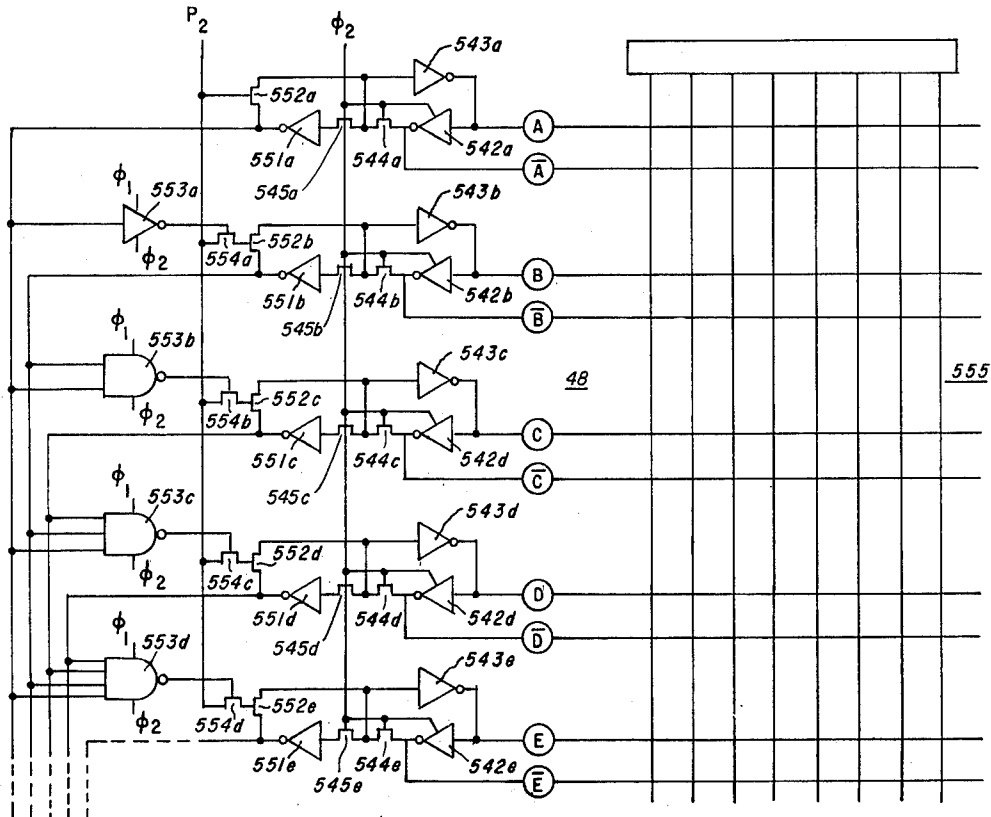 P2
ϕ2
543a
552a
A
551a
544a
542a
545a
A̅
ϕ1
553a
543b
552b
554a
B
ϕ2
551b
544b
542b
545b
B̅
ϕ1
553b
543c
48
555
552c
554b
C
ϕ2
551c
544c
542d
545c
C̅
ϕ1
553c
543d
552d
554c
ϕ2
D
551d
544d
542d
545d
D̅
ϕ1
553d
543e
552e
554d
ϕ2
E
551e
544e
542e
545e
E̅